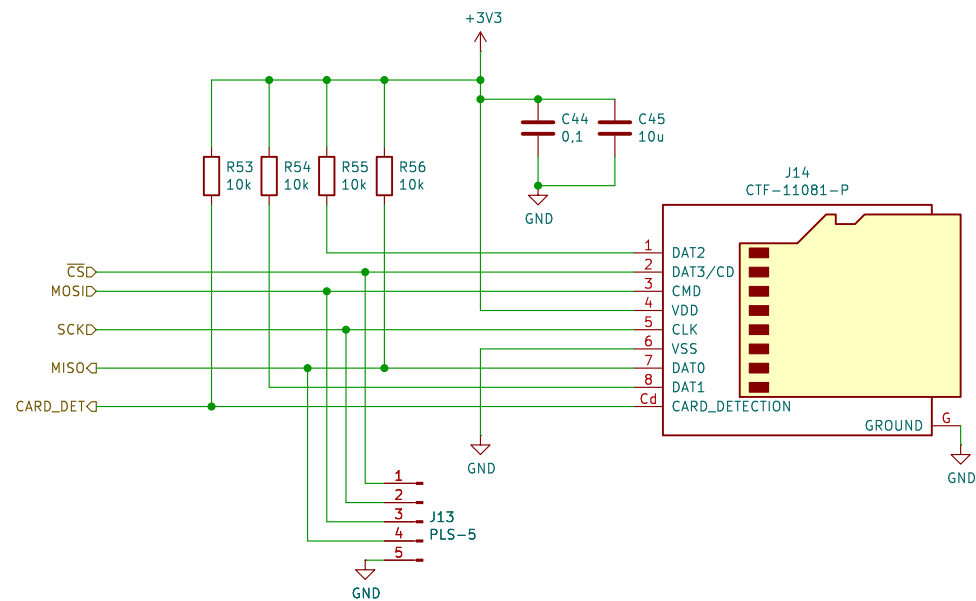 +3V3
C44
0,1
C45
10u
R53
10k
R54
10k
R55
10k
R56
10k
GND
J14
CTF-11081-P
1 DAT2
2 DAT3/CD
3 CMD
4 VDD
5 CLK
6 VSS
7 DAT0
8 DAT1
Cd CARD_DETECTION
GROUND G
CS
MOSI
SCK
MISO
CARD_DET
GND
GND
1
2
3
4
5
J13
PLS-5
GND